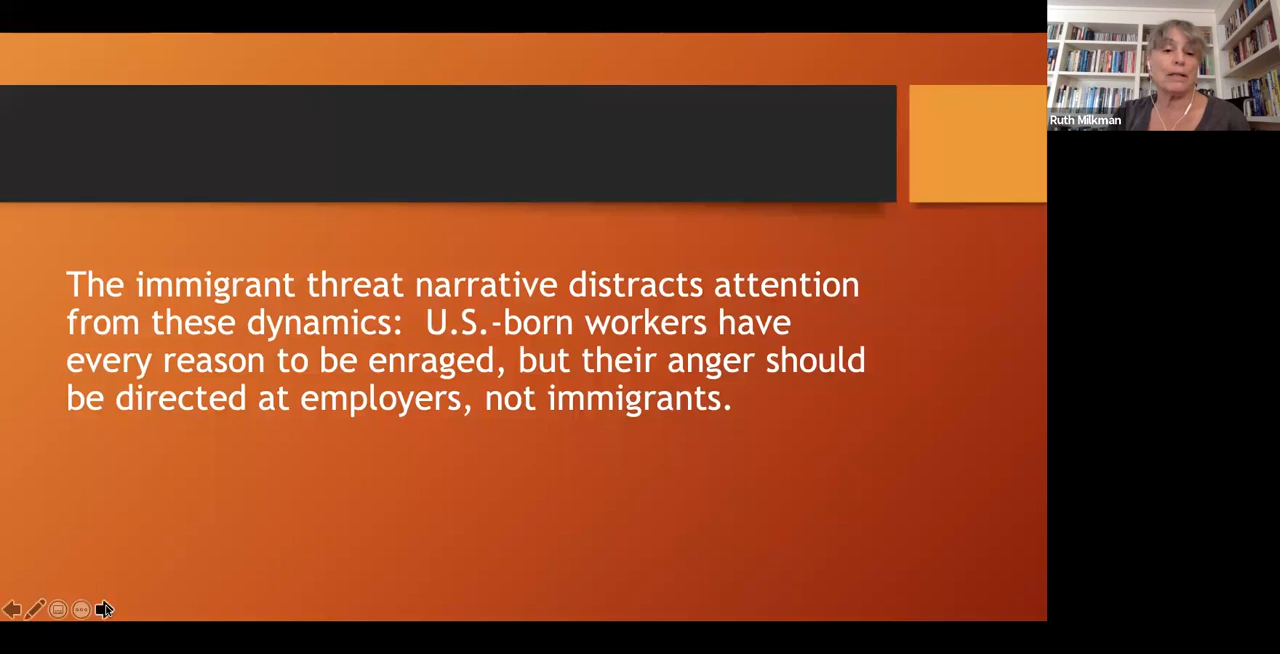 The immigrant threat narrative distracts attention
from these dynamics:  U.S.-born workers have
every reason to be enraged, but their anger should
be directed at employers, not immigrants.
Ruth Milkman